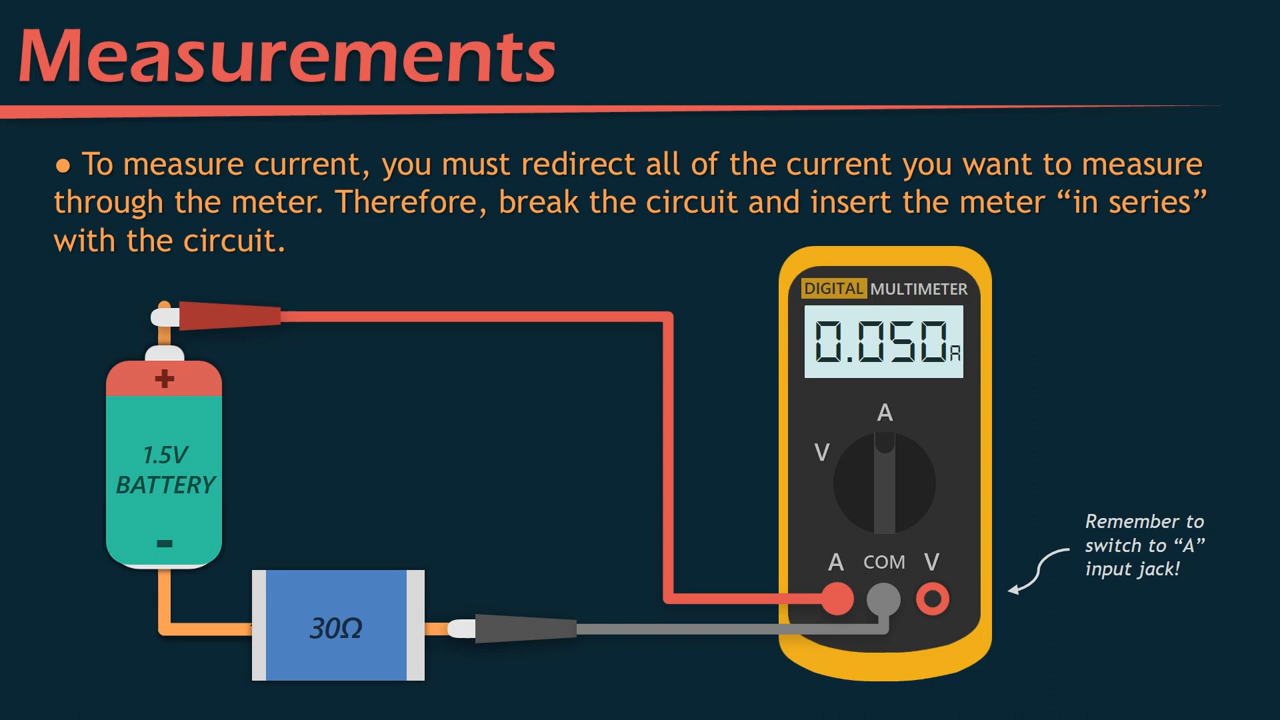 Measurements
● To measure current, you must redirect all of the current you want to measure
through the meter. Therefore, break the circuit and insert the meter “in series”
with the circuit.
DIGITAL MULTIMETER
0.050A
A
V
+
1.5V
BATTERY
-
30Ω
A COM V
Remember to
switch to “A”
input jack!